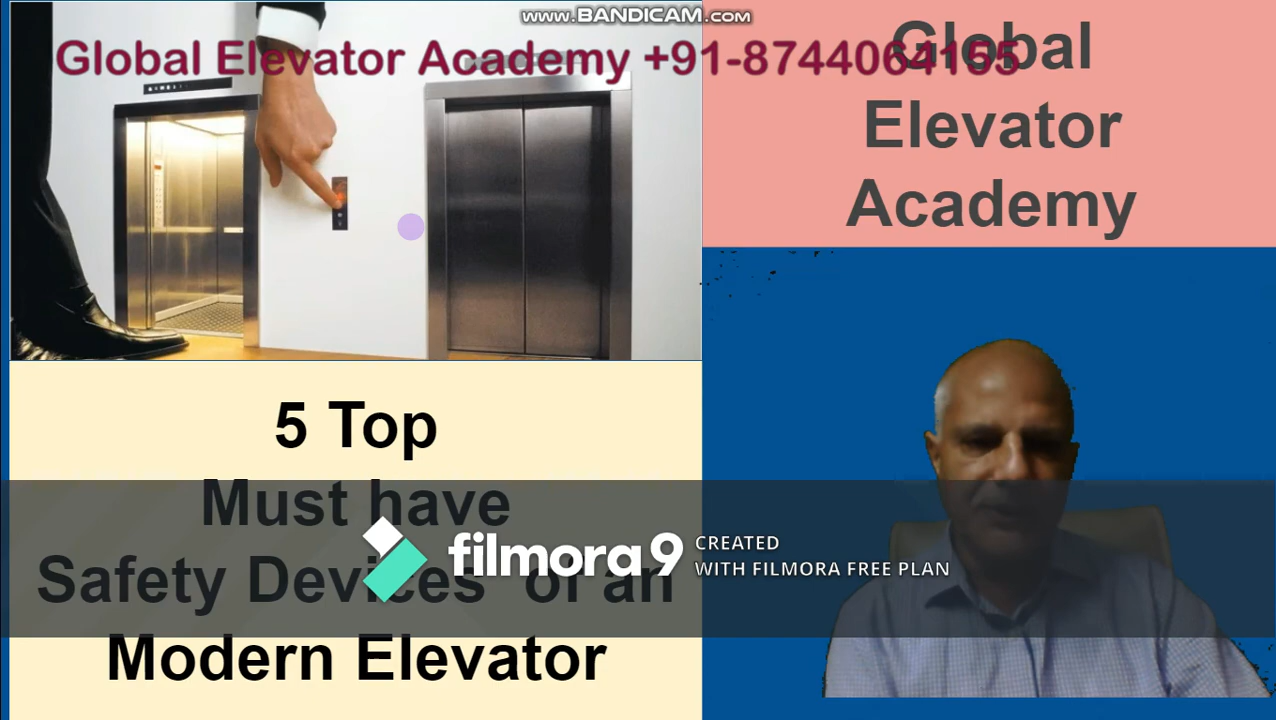 www.BANDICAM.com
Global Elevator Academy +91-8744064155
Global
Elevator
Academy
5 Top
Must have
Safety Devices of an
Modern Elevator
filmora9
CREATED
WITH FILMORA FREE PLAN